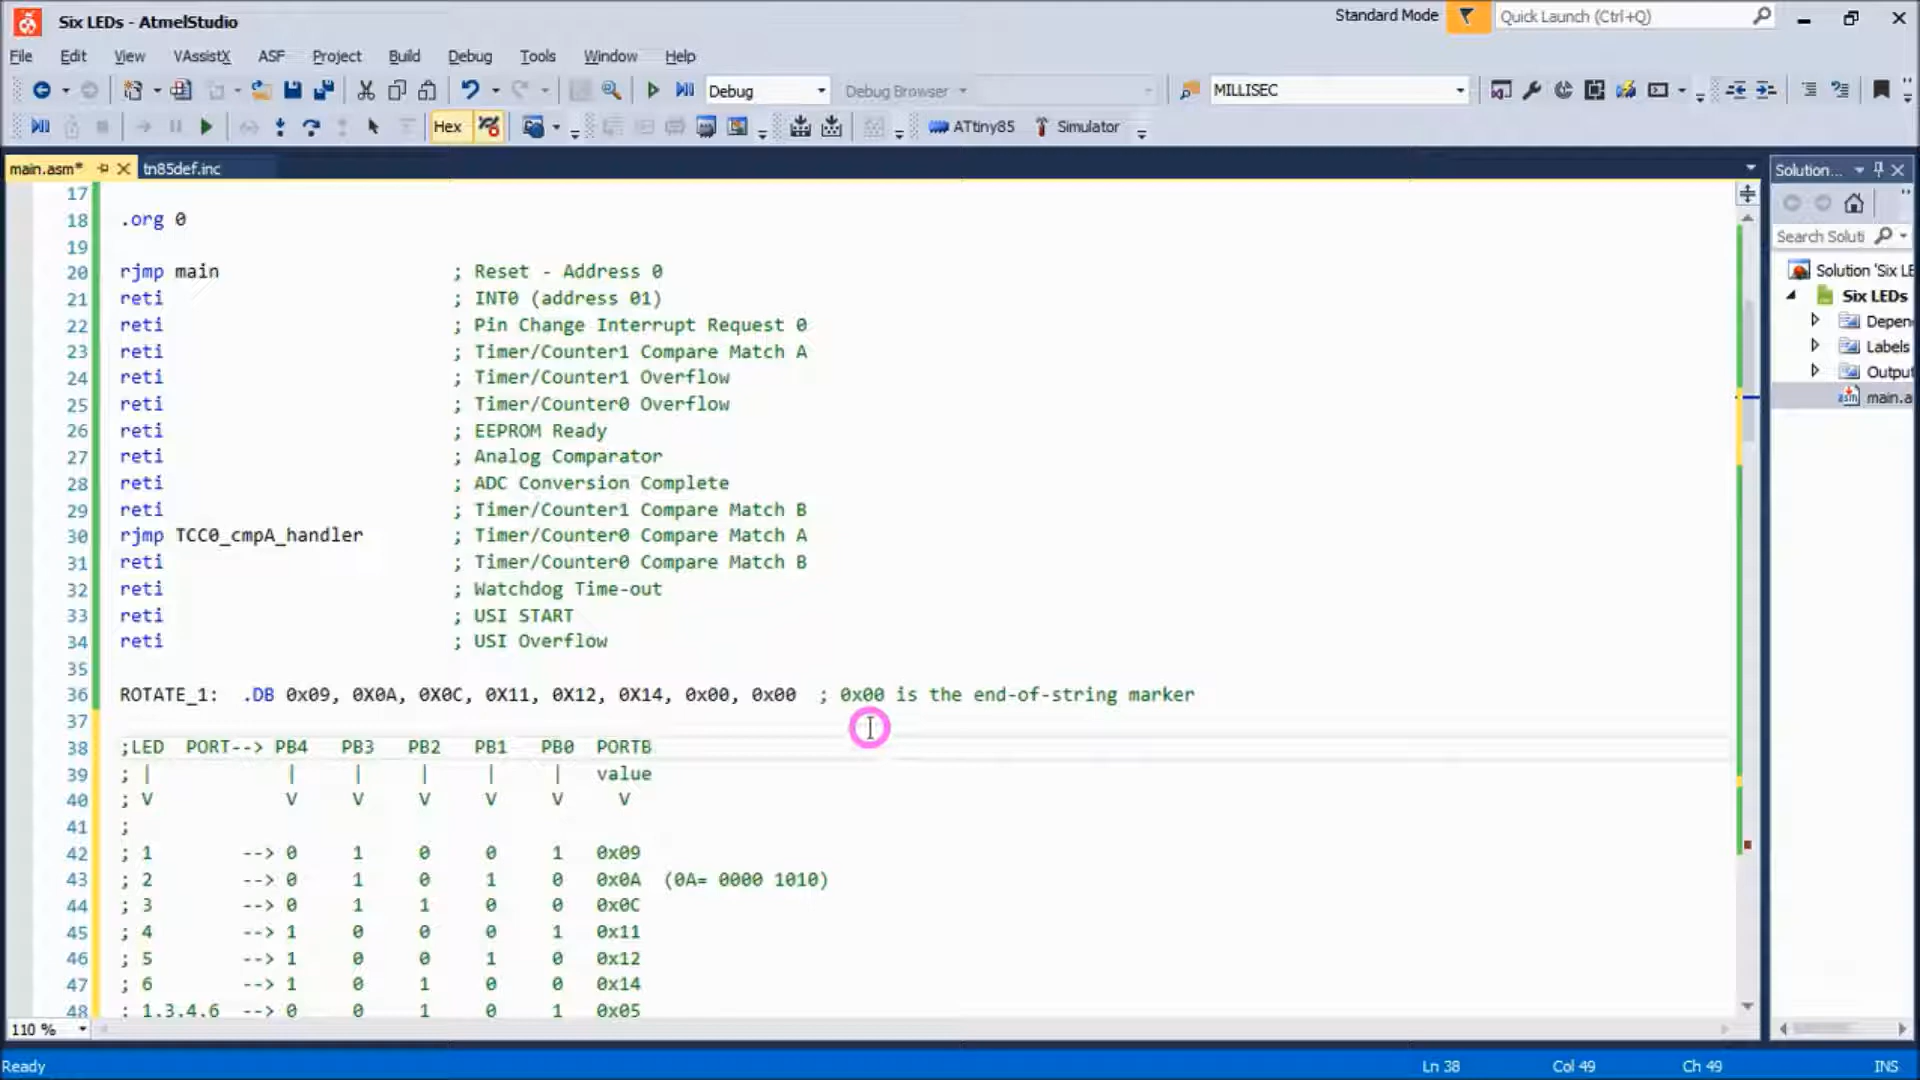 Six LEDs - AtmelStudio
Standard Mode
Quick Launch (Ctrl+Q)
File Edit View VAssistX ASF Project Build Debug Tools Window Help
Debug
Debug Browser
MILLISEC
Hex
ATtiny85
Simulator
main.asm*
tn85def.inc
Solution...
17
18 .org 0
19
20 rjmp main ; Reset - Address 0
21 reti ; INT0 (address 01)
22 reti ; Pin Change Interrupt Request 0
23 reti ; Timer/Counter1 Compare Match A
24 reti ; Timer/Counter1 Overflow
25 reti ; Timer/Counter0 Overflow
26 reti ; EEPROM Ready
27 reti ; Analog Comparator
28 reti ; ADC Conversion Complete
29 reti ; Timer/Counter1 Compare Match B
30 rjmp TCC0_cmpA_handler ; Timer/Counter0 Compare Match A
31 reti ; Timer/Counter0 Compare Match B
32 reti ; Watchdog Time-out
33 reti ; USI START
34 reti ; USI Overflow
35
36 ROTATE_1: .DB 0x09, 0X0A, 0X0C, 0X11, 0X12, 0X14, 0x00, 0x00 ; 0x00 is the end-of-string marker
37
38 ;LED PORT--> PB4 PB3 PB2 PB1 PB0 PORTB
39 ; | | | | | | value
40 ; V V V V V V V
41 ;
42 ; 1 --> 0 1 0 0 1 0x09
43 ; 2 --> 0 1 0 1 0 0x0A (0A= 0000 1010)
44 ; 3 --> 0 1 1 0 0 0x0C
45 ; 4 --> 1 0 0 0 1 0x11
46 ; 5 --> 1 0 0 1 0 0x12
47 ; 6 --> 1 0 1 0 0 0x14
48 ; 1,3,4,6 --> 0 0 1 0 1 0x05
Search Soluti
Solution 'Six LE
Six LEDs
Depen
Labels
Output
main.a
110 %
Ready
Ln 38
Col 49
Ch 49
INS